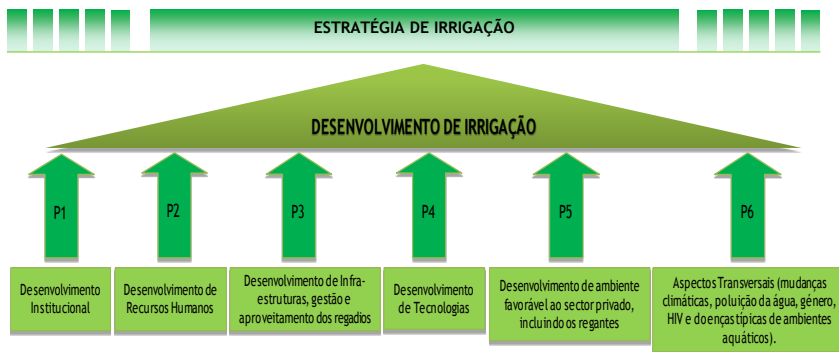 ESTRATÉGIA DE IRRIGAÇÃO
DESENVOLVIMENTO DE IRRIGAÇÃO
P1
P2
P3
P4
P5
P6
Desenvolvimento
Institucional
Desenvolvimento de
Recursos Humanos
Desenvolvimento de Infra-
estruturas, gestão e
aproveitamento dos regadios
Desenvolvimento
de Tecnologias
Desenvolvimento de ambiente
favorável ao sector privado,
incluindo os regantes
Aspectos Transversais (mudanças
climáticas, poluição da água, género,
HIV e doenças típicas de ambientes
aquáticos).